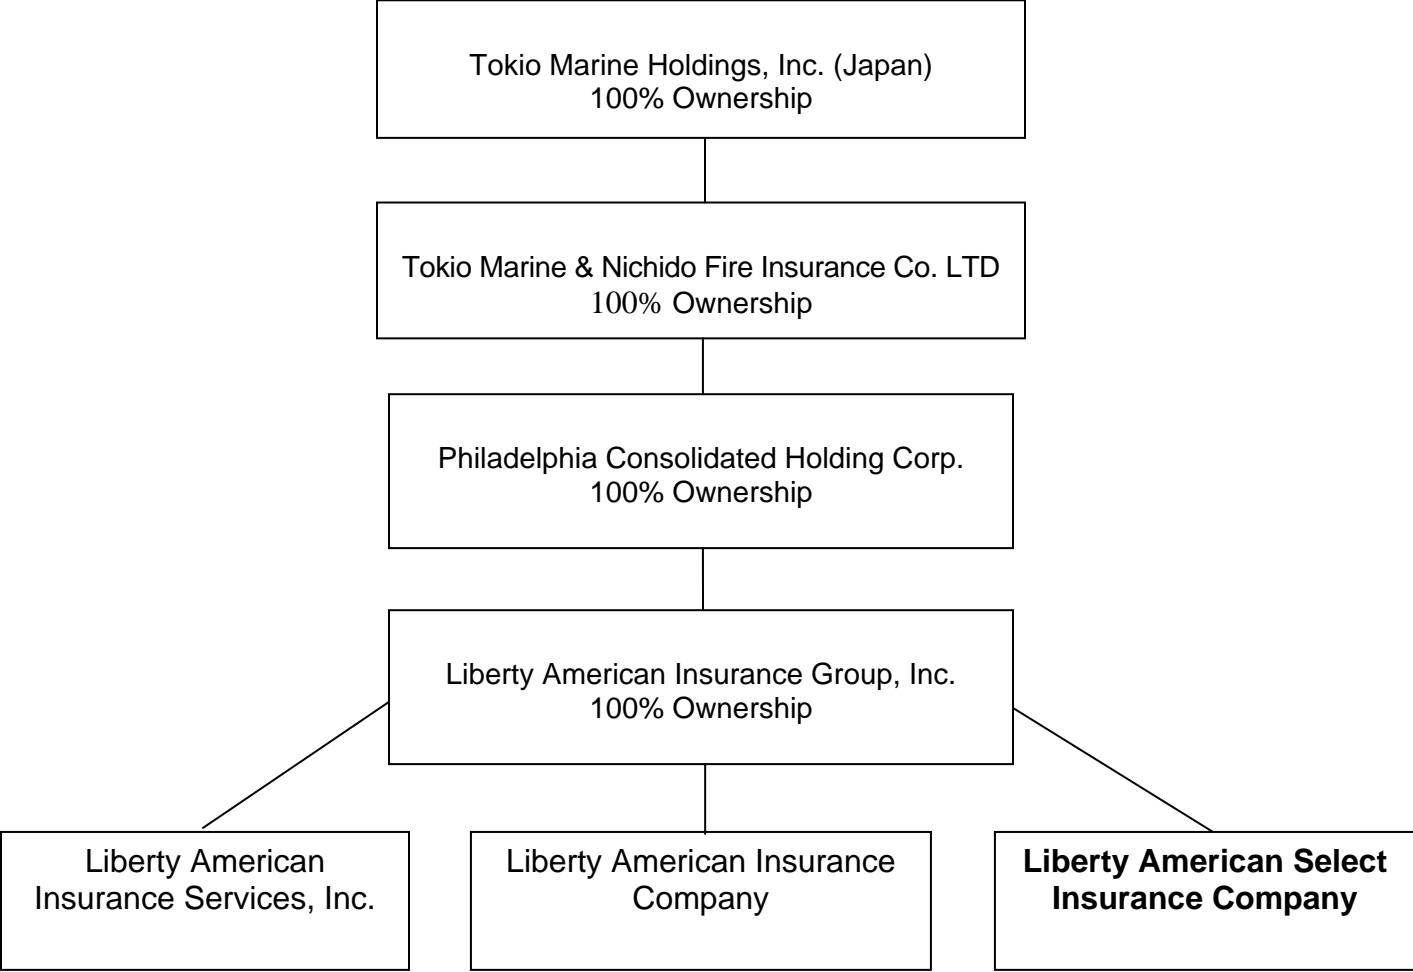 Tokio Marine Holdings, Inc. (Japan)
100% Ownership
Tokio Marine & Nichido Fire Insurance Co. LTD
100% Ownership
Philadelphia Consolidated Holding Corp.
100% Ownership
Liberty American Insurance Group, Inc.
100% Ownership
Liberty American
Insurance Services, Inc.
Liberty American Insurance
Company
Liberty American Select
Insurance Company